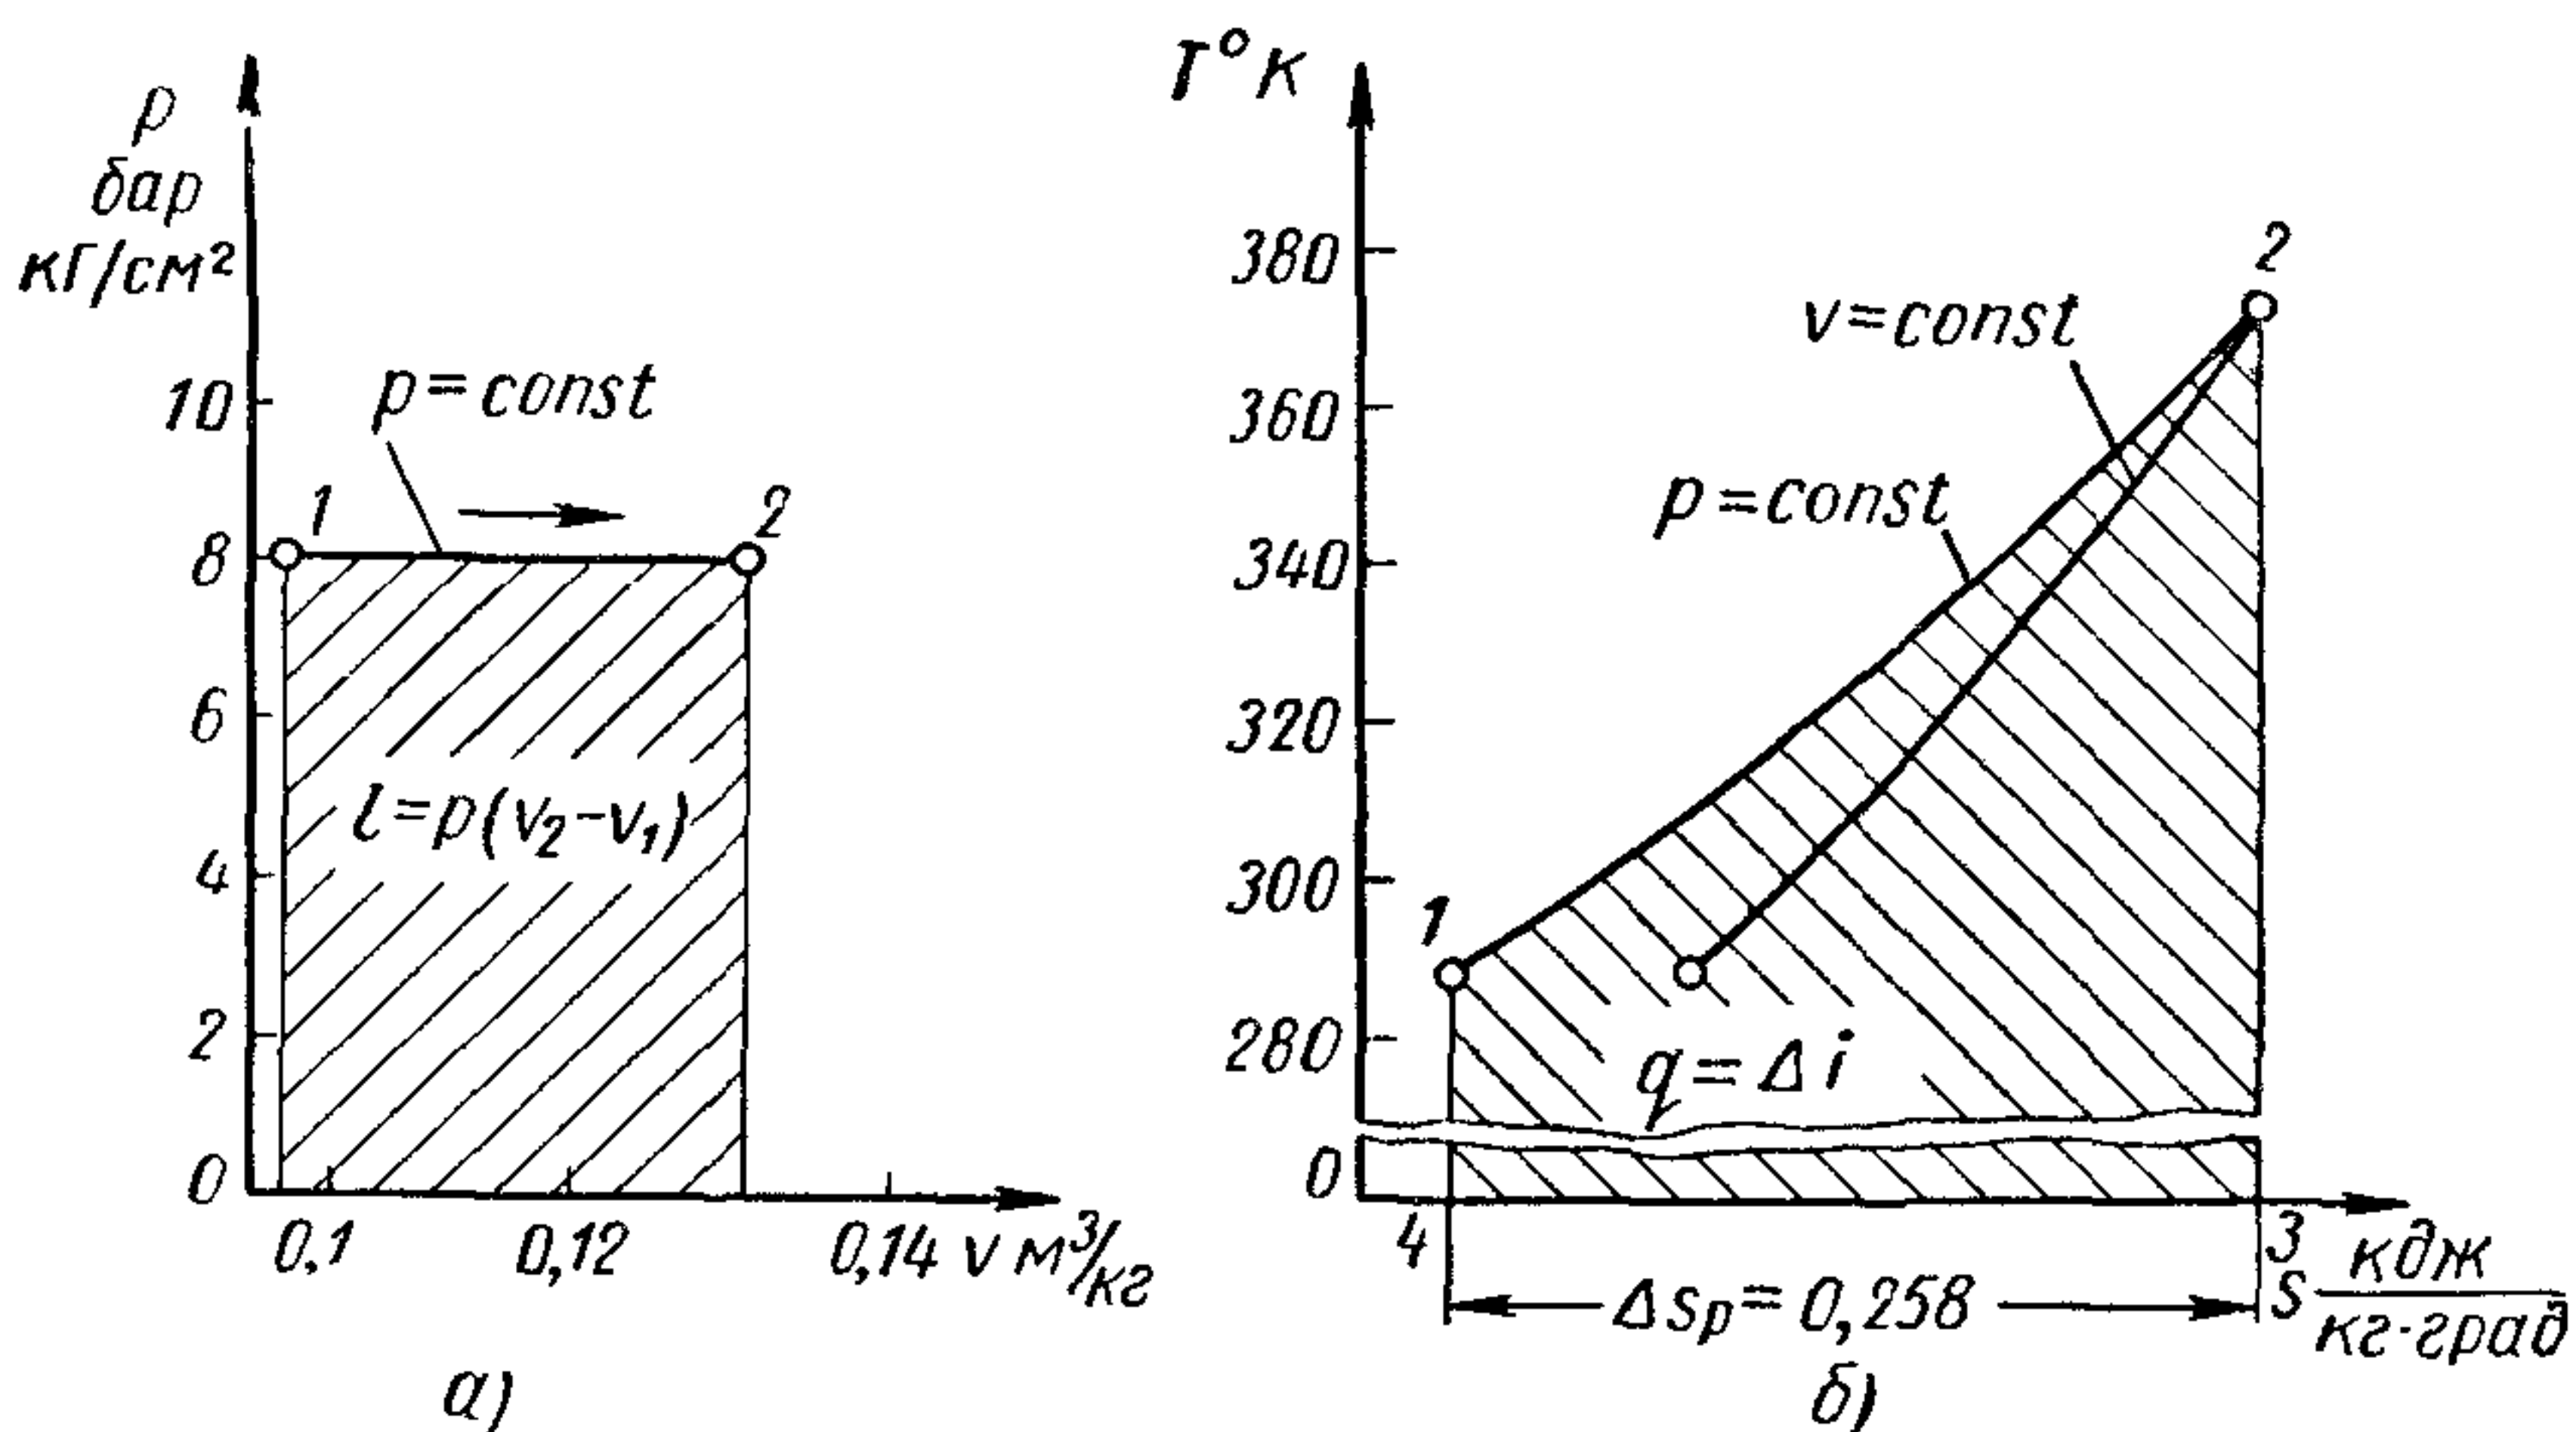 p
бар
кГ/см²
10
8
6
4
2
0
p=const
1
2
l=p(v₂-v₁)
0,1
0,12
0,14
v м³/кг
а)
T°K
380
360
340
320
300
280
0
2
v=const
p=const
1
q=Δi
4
3
Δsₚ=0,258
s кдж
кг·град
б)